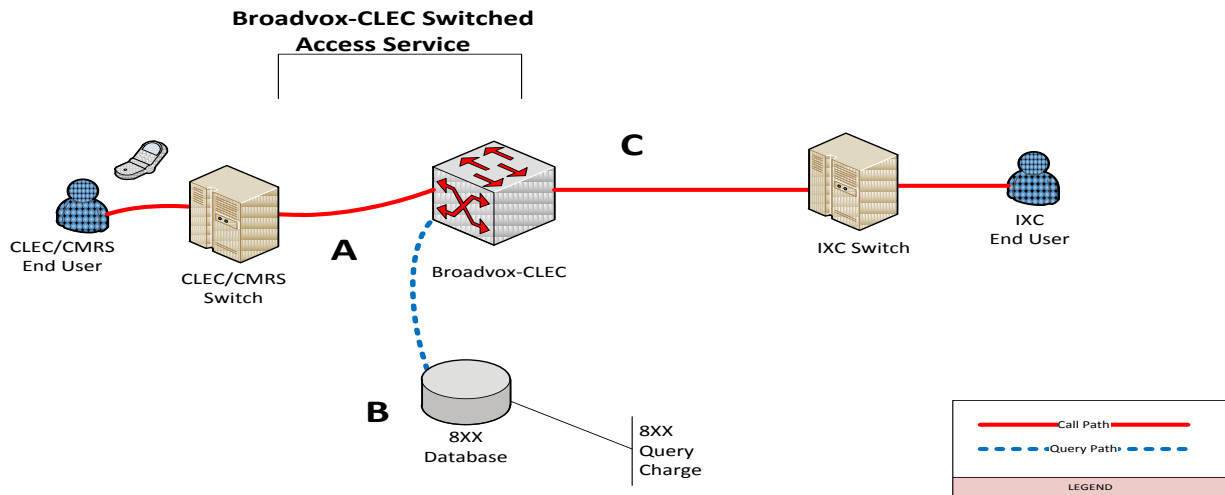 Broadvox-CLEC Switched
Access Service
C
CLEC/CMRS
End User
A
CLEC/CMRS
Switch
Broadvox-CLEC
IXC Switch
IXC
End User
B
8XX
Database
8XX
Query
Charge
Call Path
Query Path
LEGEND